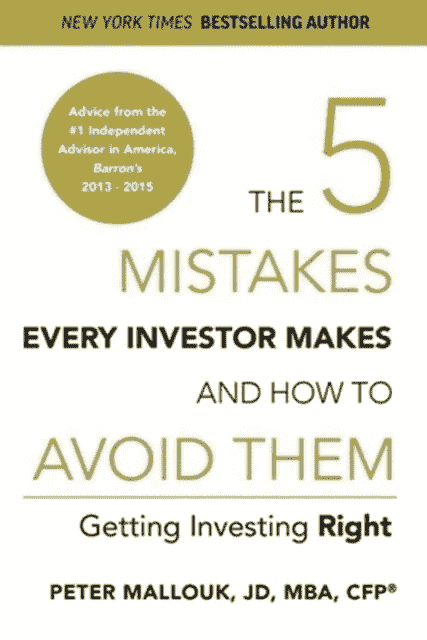 NEW YORK TIMES BESTSELLING AUTHOR
Advice from the
#1 Independent
Advisor in America,
Barron's
2013 - 2015
THE 5
MISTAKES
EVERY INVESTOR MAKES
AND HOW TO
AVOID THEM
Getting Investing Right
PETER MALLOUK, JD, MBA, CFP®